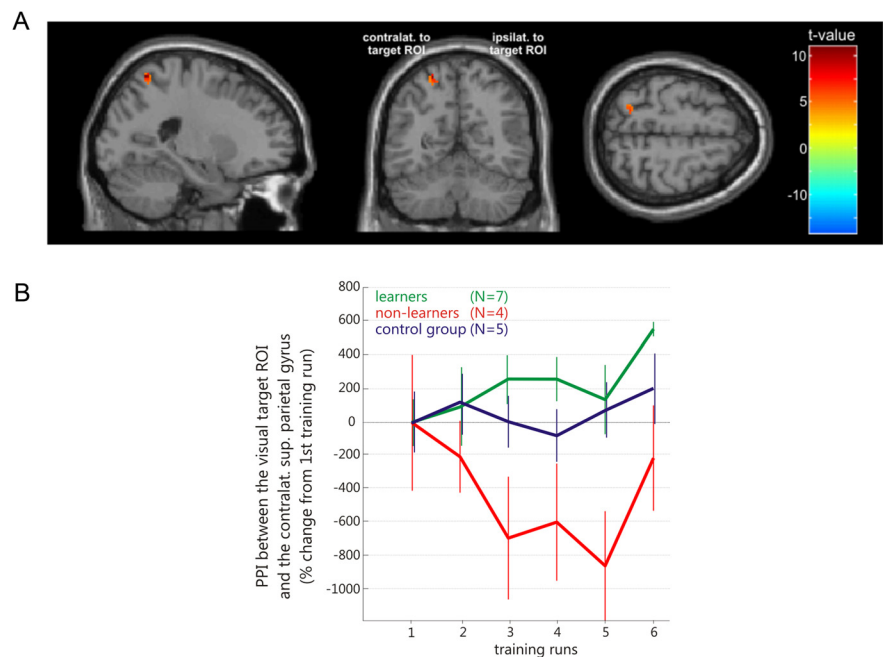 A
contralat. to
target ROI
ipsilat. to
target ROI
t-value
10
5
0
-10
B
PPI between the visual target ROI
and the contralat. sup. parietal gyrus
(% change from 1st training run)
800
600
400
200
0
-200
-400
-600
-800
-1000
learners (N=7)
non-learners (N=4)
control group (N=5)
1 2 3 4 5 6
training runs